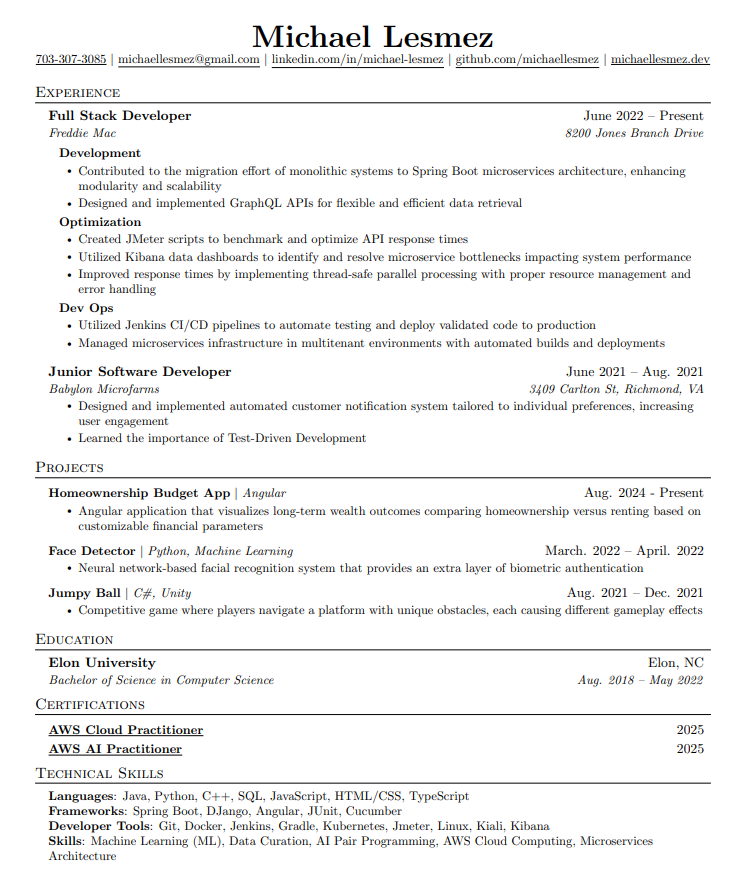 Michael Lesmez
703-307-3085 | michaellesmez@gmail.com | linkedin.com/in/michael-lesmez | github.com/michaellesmez | michaellesmez.dev
Experience
Full Stack Developer June 2022 – Present
Freddie Mac 8200 Jones Branch Drive
Development
• Contributed to the migration effort of monolithic systems to Spring Boot microservices architecture, enhancing
modularity and scalability
• Designed and implemented GraphQL APIs for flexible and efficient data retrieval
Optimization
• Created JMeter scripts to benchmark and optimize API response times
• Utilized Kibana data dashboards to identify and resolve microservice bottlenecks impacting system performance
• Improved response times by implementing thread-safe parallel processing with proper resource management and
error handling
Dev Ops
• Utilized Jenkins CI/CD pipelines to automate testing and deploy validated code to production
• Managed microservices infrastructure in multitenant environments with automated builds and deployments
Junior Software Developer June 2021 – Aug. 2021
Babylon Microfarms 3409 Carlton St, Richmond, VA
• Designed and implemented automated customer notification system tailored to individual preferences, increasing
user engagement
• Learned the importance of Test-Driven Development
Projects
Homeownership Budget App | Angular Aug. 2024 - Present
• Angular application that visualizes long-term wealth outcomes comparing homeownership versus renting based on
customizable financial parameters
Face Detector | Python, Machine Learning March. 2022 – April. 2022
• Neural network-based facial recognition system that provides an extra layer of biometric authentication
Jumpy Ball | C#, Unity Aug. 2021 – Dec. 2021
• Competitive game where players navigate a platform with unique obstacles, each causing different gameplay effects
Education
Elon University Elon, NC
Bachelor of Science in Computer Science Aug. 2018 – May 2022
Certifications
AWS Cloud Practitioner 2025
AWS AI Practitioner 2025
Technical Skills
Languages: Java, Python, C++, SQL, JavaScript, HTML/CSS, TypeScript
Frameworks: Spring Boot, DJango, Angular, JUnit, Cucumber
Developer Tools: Git, Docker, Jenkins, Gradle, Kubernetes, Jmeter, Linux, Kiali, Kibana
Skills: Machine Learning (ML), Data Curation, AI Pair Programming, AWS Cloud Computing, Microservices
Architecture